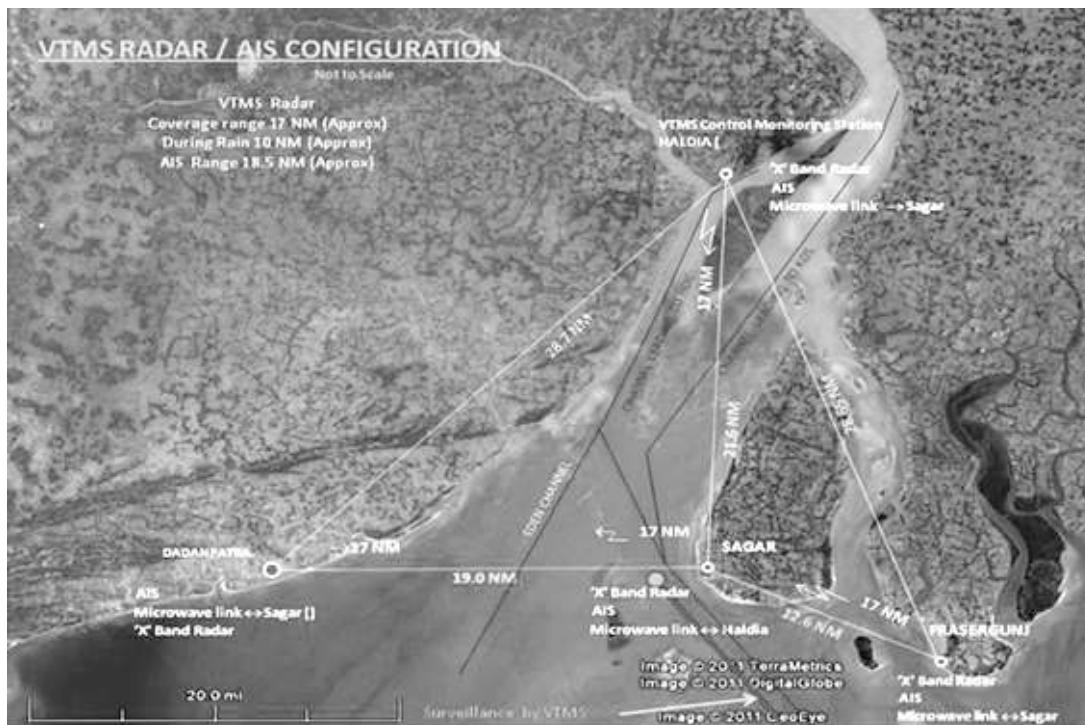 VTMS RADAR / AIS CONFIGURATION
Not to Scale
VTMS Radar
Coverage range 17 NM (Approx)
During Rain 10 NM (Approx)
AIS Range 18.5 NM (Approx)
VTMS Control Monitoring Station
HALDIA [
'X' Band Radar
AIS
Microwave link → Sagar
17 NM
28.7 NM
21.6 NM
EDEN CHANNEL
DADANPATRA
17 NM
19.0 NM
17 NM
SAGAR
AIS
Microwave link ↔ Sagar []
'X' Band Radar
'X' Band Radar
AIS
Microwave link ↔ Haldia
17 NM
12.6 NM
FRASERGUNJ
'X' Band Radar
AIS
Microwave link ↔ Sagar
Image © 2011 TerraMetrics
Image © 2011 DigitalGlobe
Image © 2011 GeoEye
20.0 mi
Surveillance by VTMS